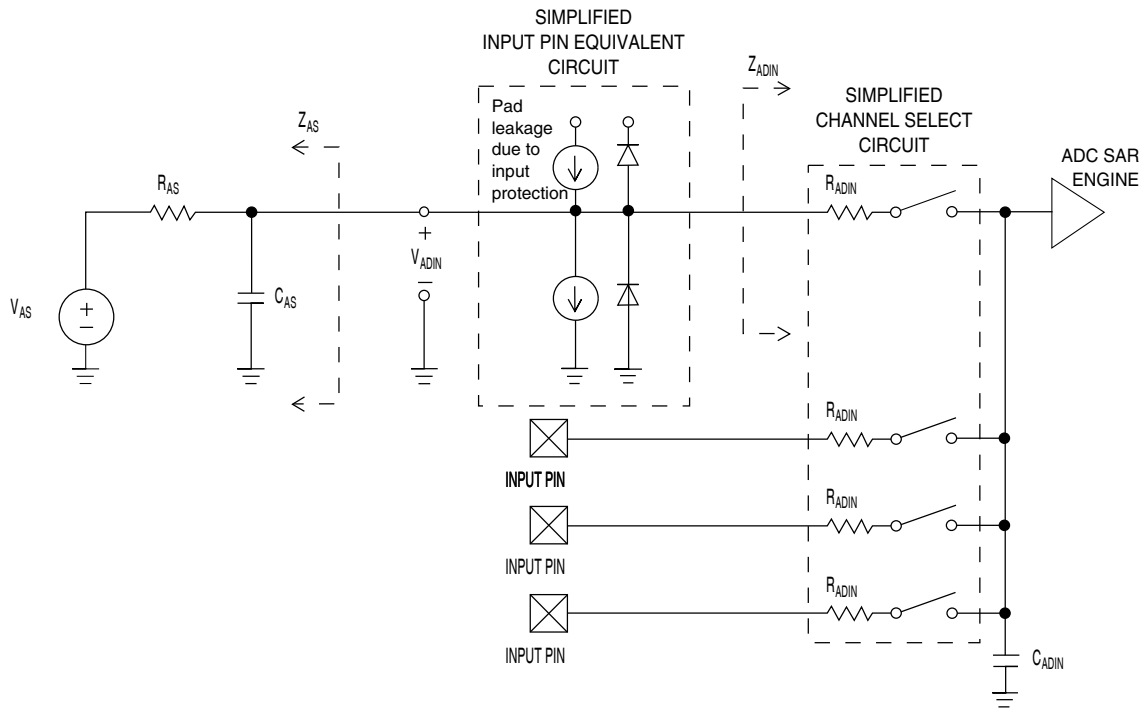 SIMPLIFIED
INPUT PIN EQUIVALENT
CIRCUIT
Z_ADIN
SIMPLIFIED
CHANNEL SELECT
CIRCUIT
ADC SAR
ENGINE
Z_AS
Pad
leakage
due to
input
protection
R_AS
R_ADIN
+
V_ADIN
−
V_AS
+
−
C_AS
R_ADIN
INPUT PIN
R_ADIN
INPUT PIN
R_ADIN
INPUT PIN
C_ADIN